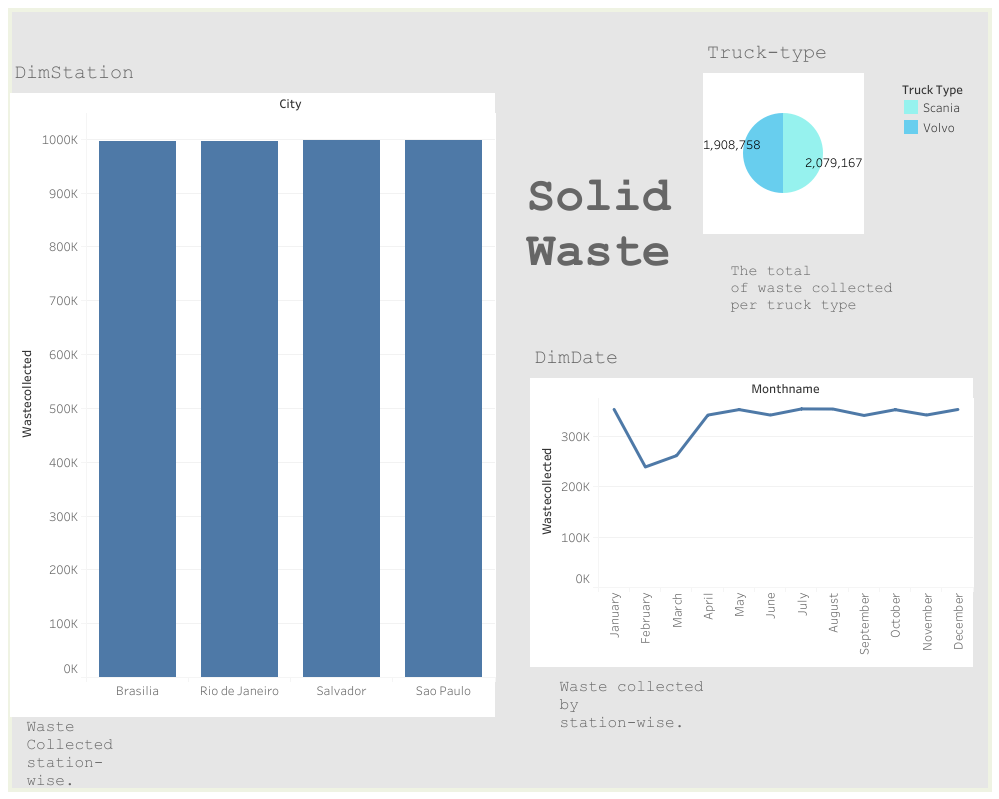 DimStation
City
1000K
900K
800K
700K
600K
500K
400K
300K
200K
100K
0K
Wastecollected
Brasilia Rio de Janeiro Salvador Sao Paulo
Waste
Collected
station-
wise.
Solid
Waste
Truck-type
1,908,758
2,079,167
Truck Type
Scania
Volvo
The total
of waste collected
per truck type
DimDate
Monthname
300K
200K
100K
0K
Wastecollected
January February March April May June July August September October November December
Waste collected
by
station-wise.